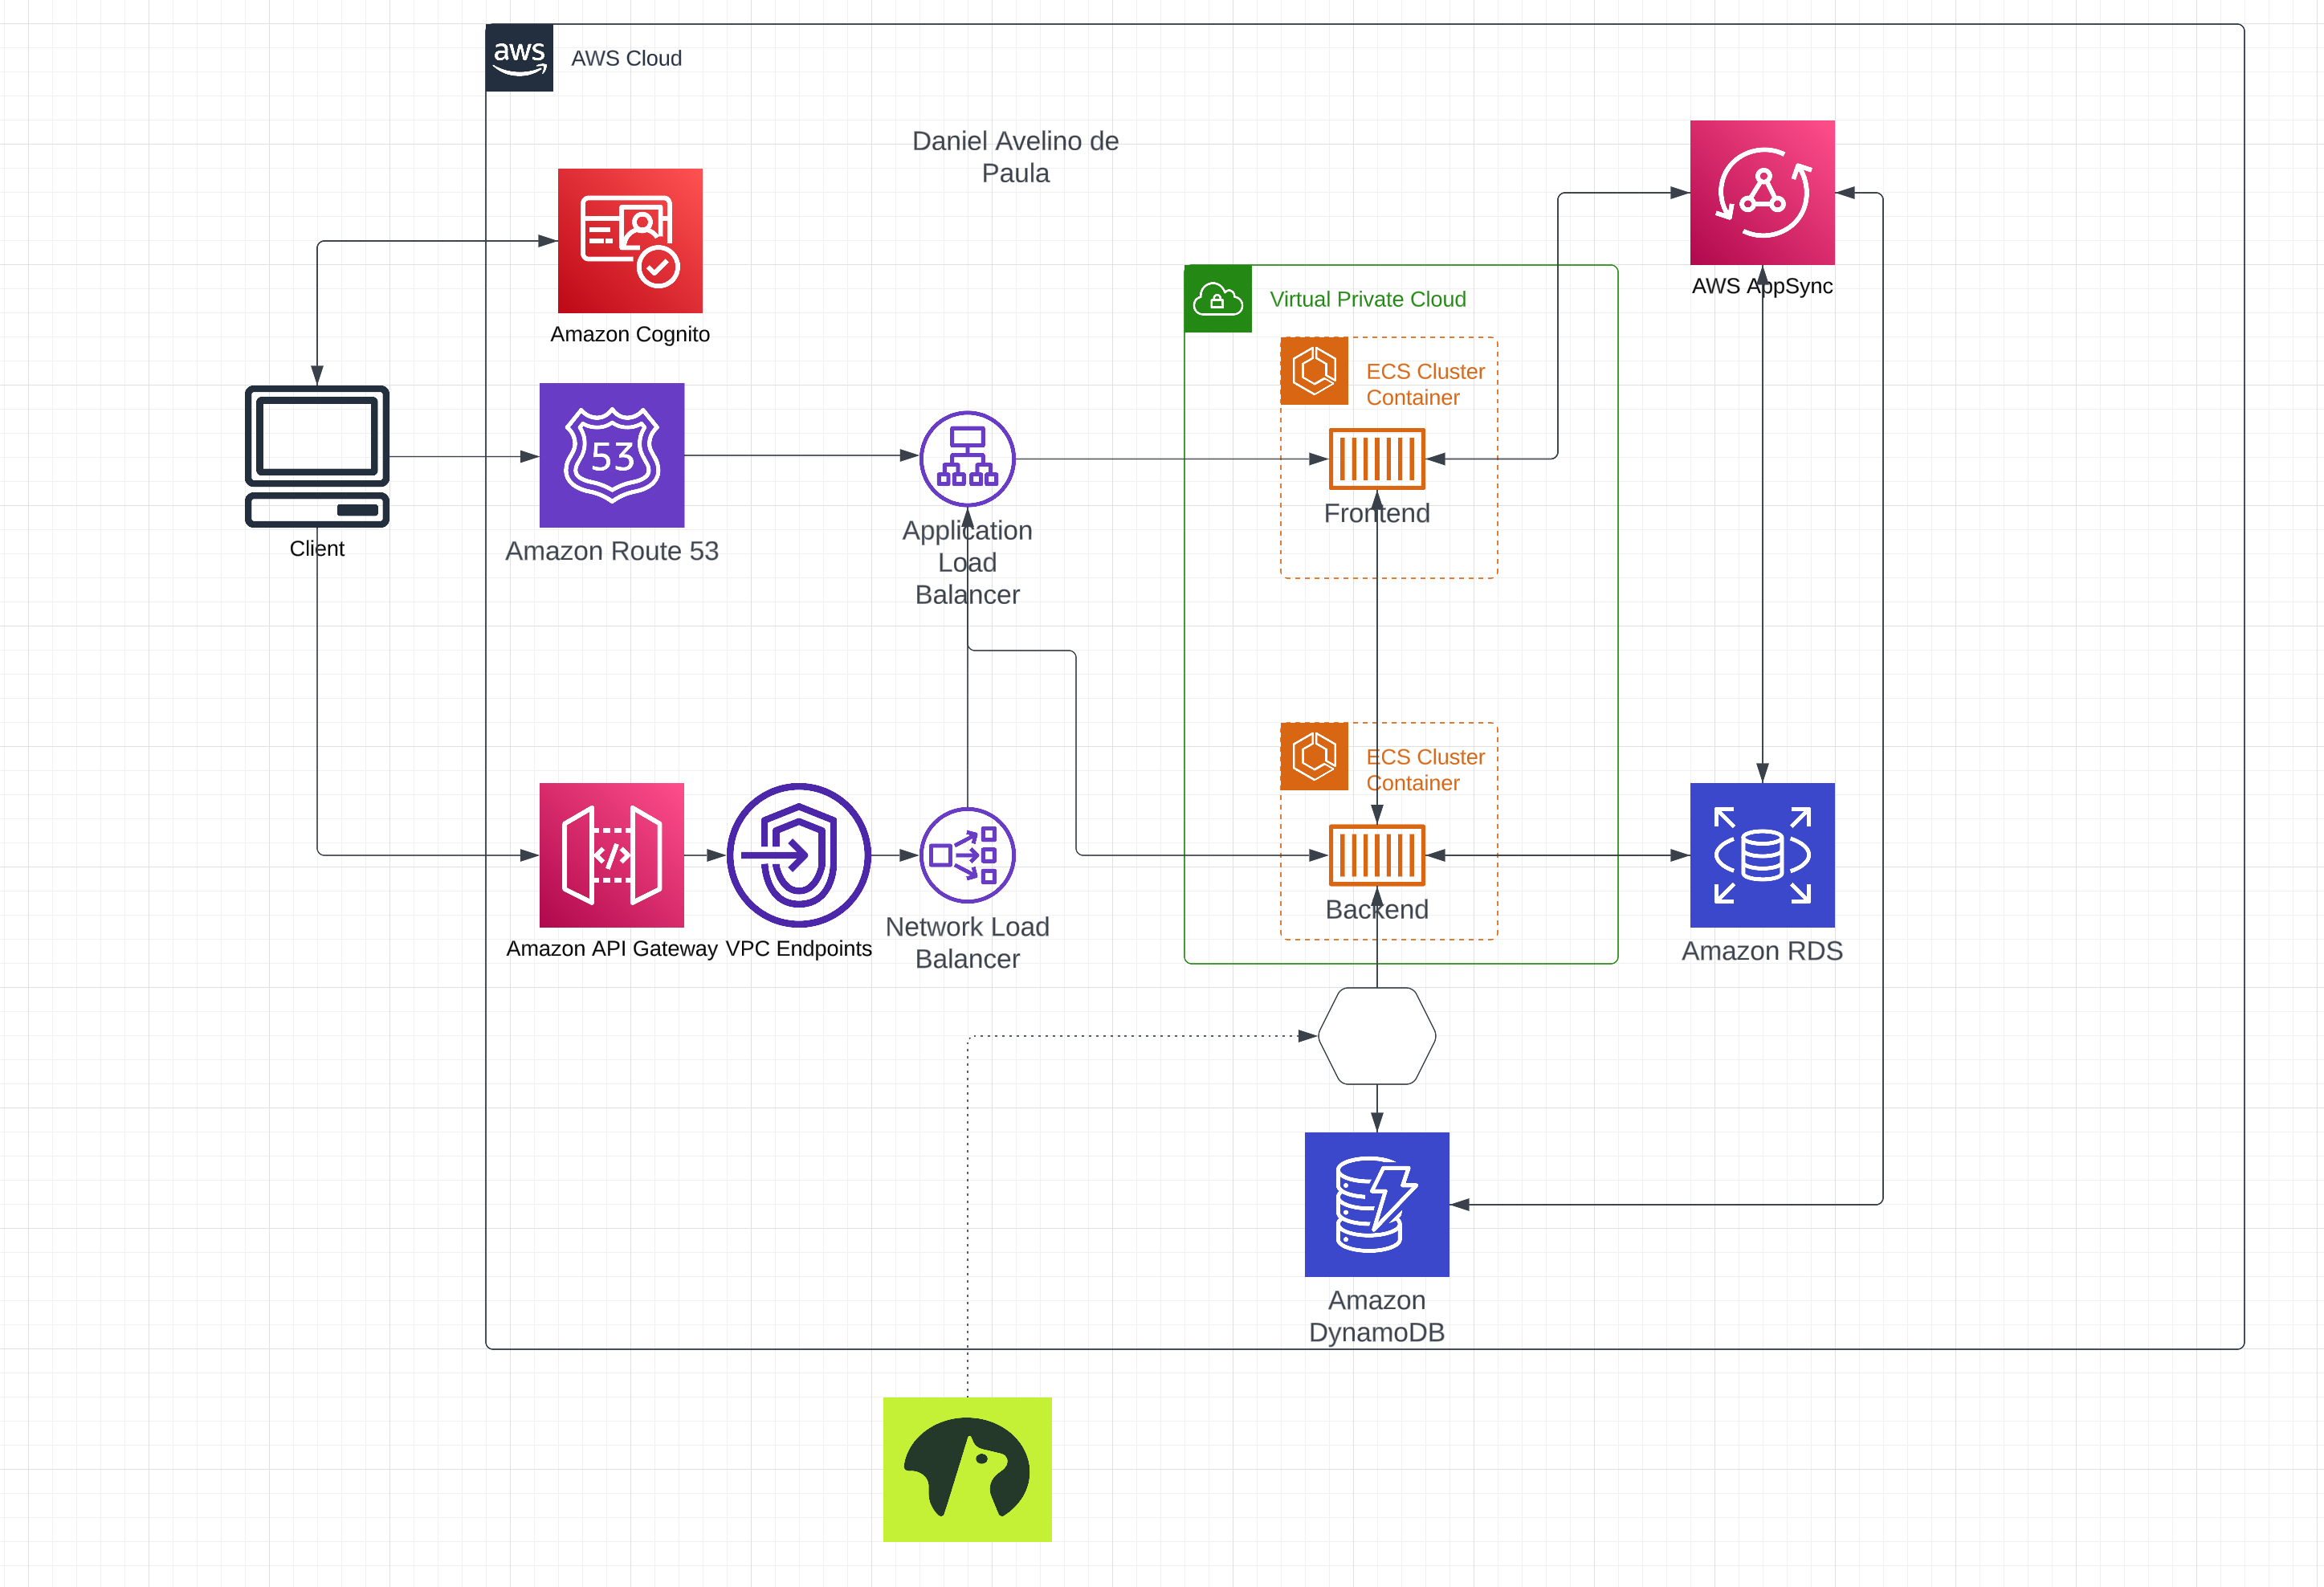 aws
AWS Cloud
Daniel Avelino de
Paula
Amazon Cognito
AWS AppSync
Virtual Private Cloud
ECS Cluster
Container
Frontend
53
Client
Amazon Route 53
Application
Load
Balancer
ECS Cluster
Container
Backend
Amazon API Gateway
VPC Endpoints
Network Load
Balancer
Amazon RDS
Amazon
DynamoDB